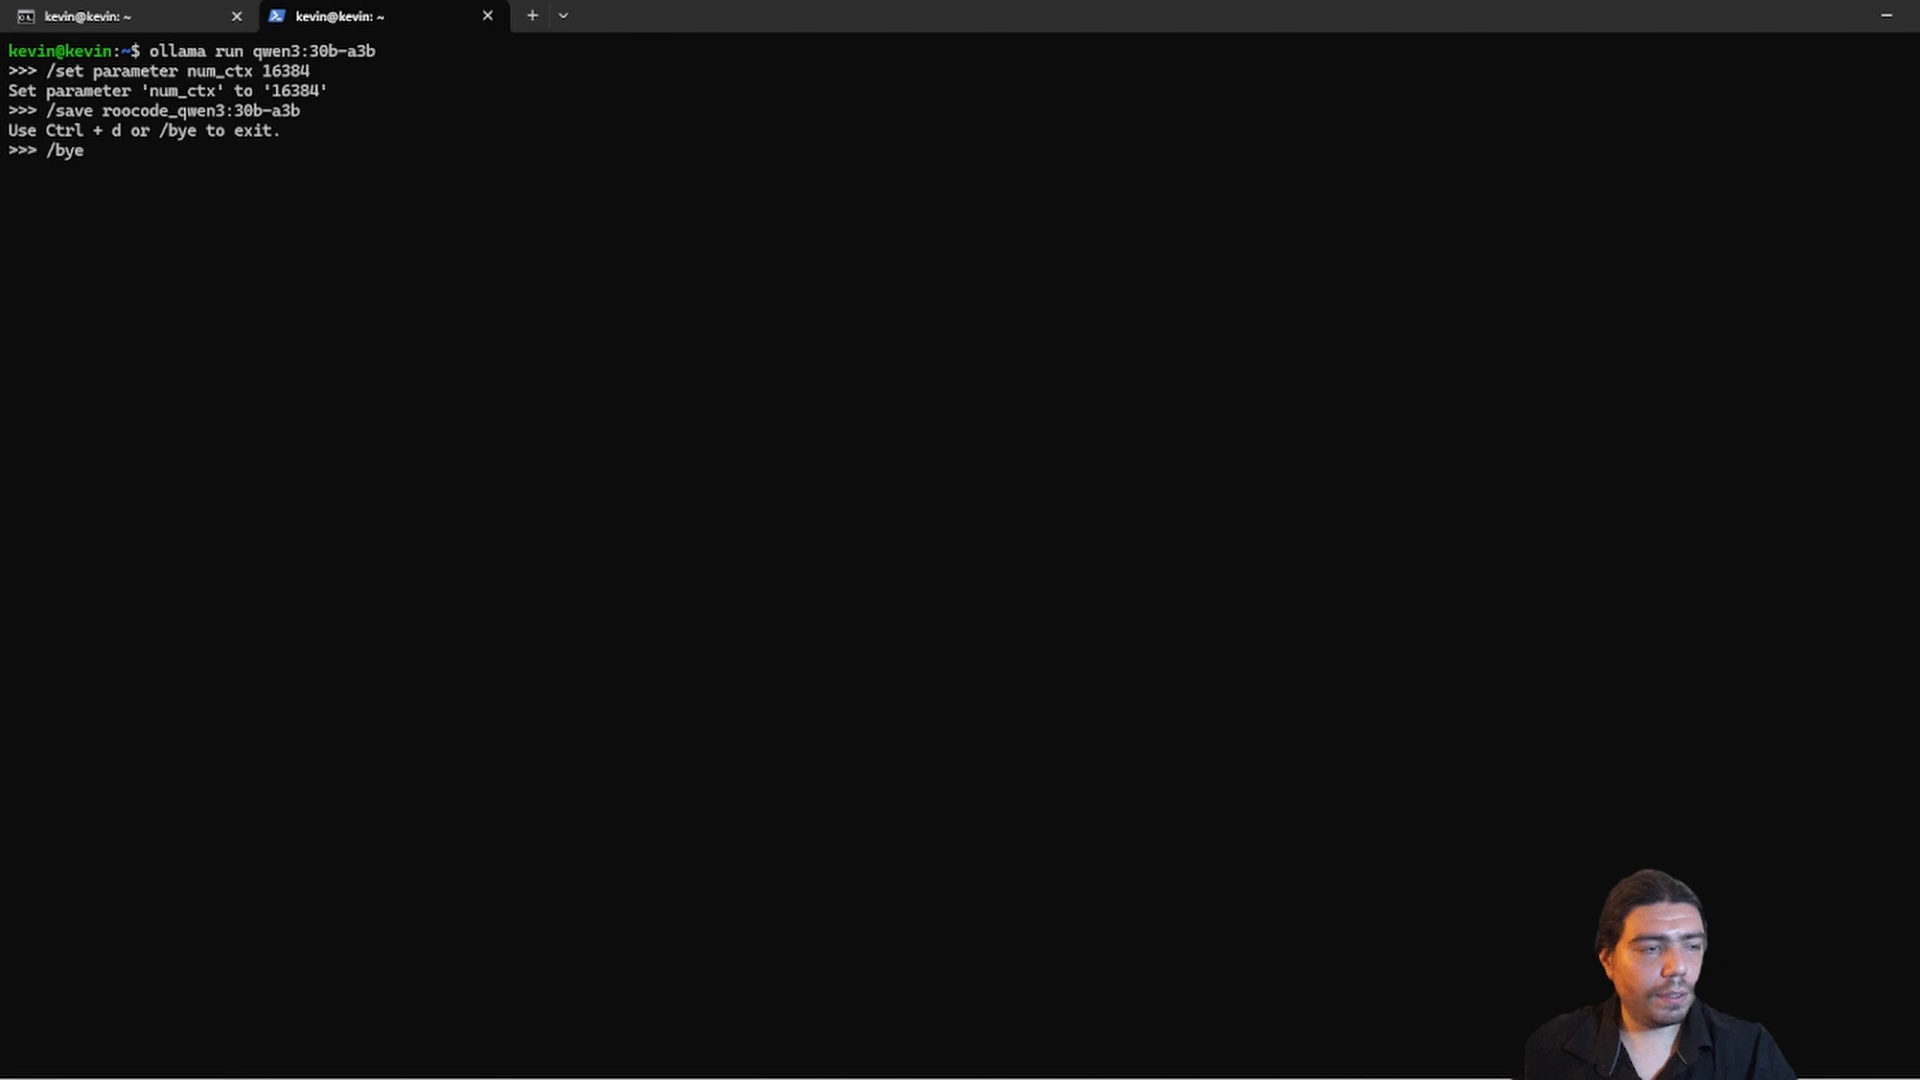 kevin@kevin: ~
kevin@kevin: ~
kevin@kevin:~$ ollama run qwen3:30b-a3b
>>> /set parameter num_ctx 16384
Set parameter 'num_ctx' to '16384'
>>> /save roocode_qwen3:30b-a3b
Use Ctrl + d or /bye to exit.
>>> /bye